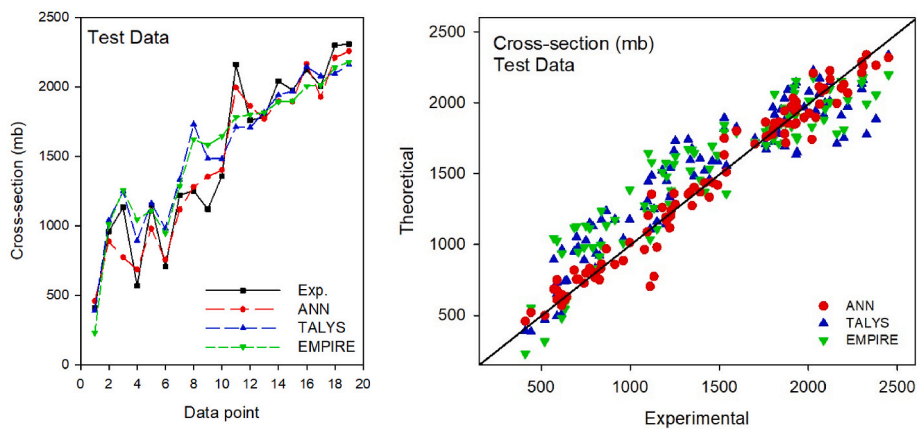 Test Data
Cross-section (mb)
2500
2000
1500
1000
500
0
0 2 4 6 8 10 12 14 16 18 20
Data point
Exp.
ANN
TALYS
EMPIRE
Cross-section (mb)
Test Data
Theoretical
2500
2000
1500
1000
500
500 1000 1500 2000 2500
Experimental
ANN
TALYS
EMPIRE